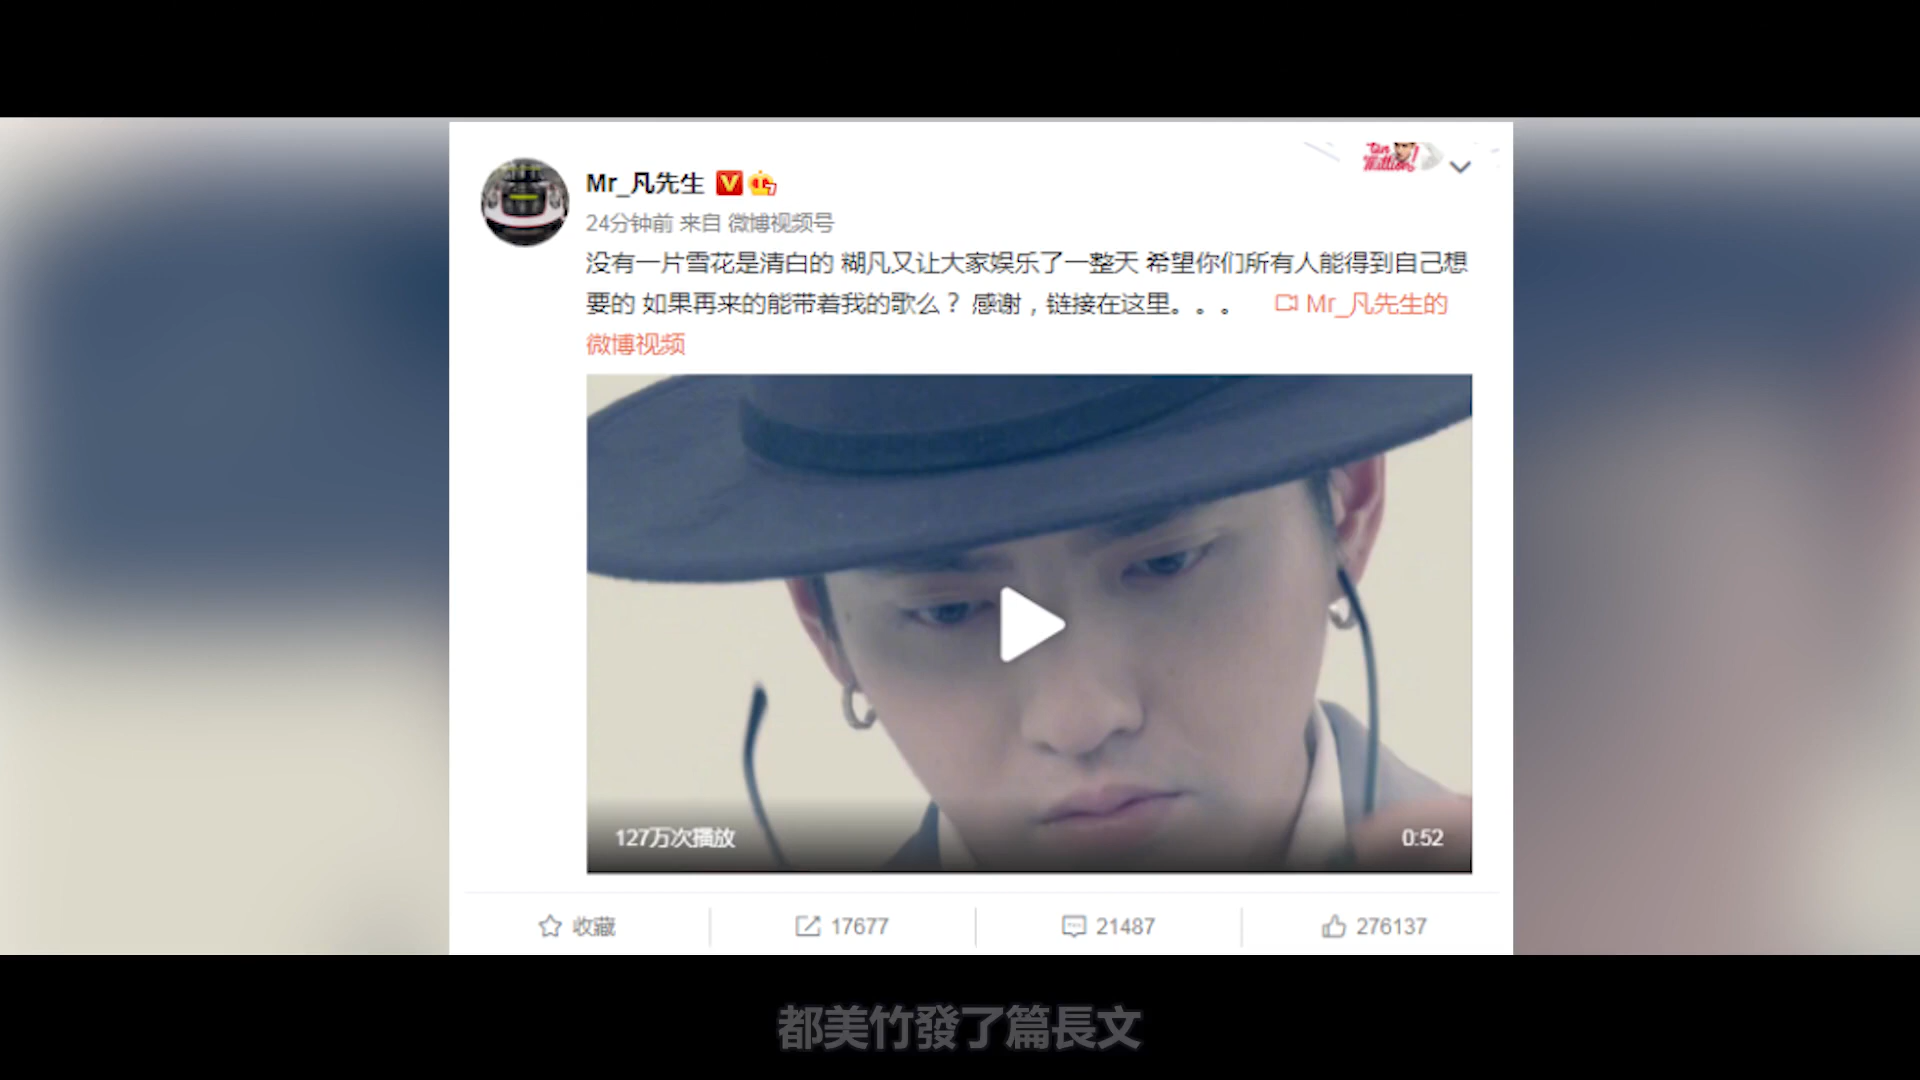 tan
Million!
Mr_凡先生
24分钟前 来自 微博视频号
没有一片雪花是清白的 糊凡又让大家娱乐了一整天 希望你们所有人能得到自己想
要的 如果再来的能带着我的歌么？ 感谢，链接在这里。。。 Mr_凡先生的
微博视频
127万次播放
0:52
收藏
17677
21487
276137
都美竹發了篇長文